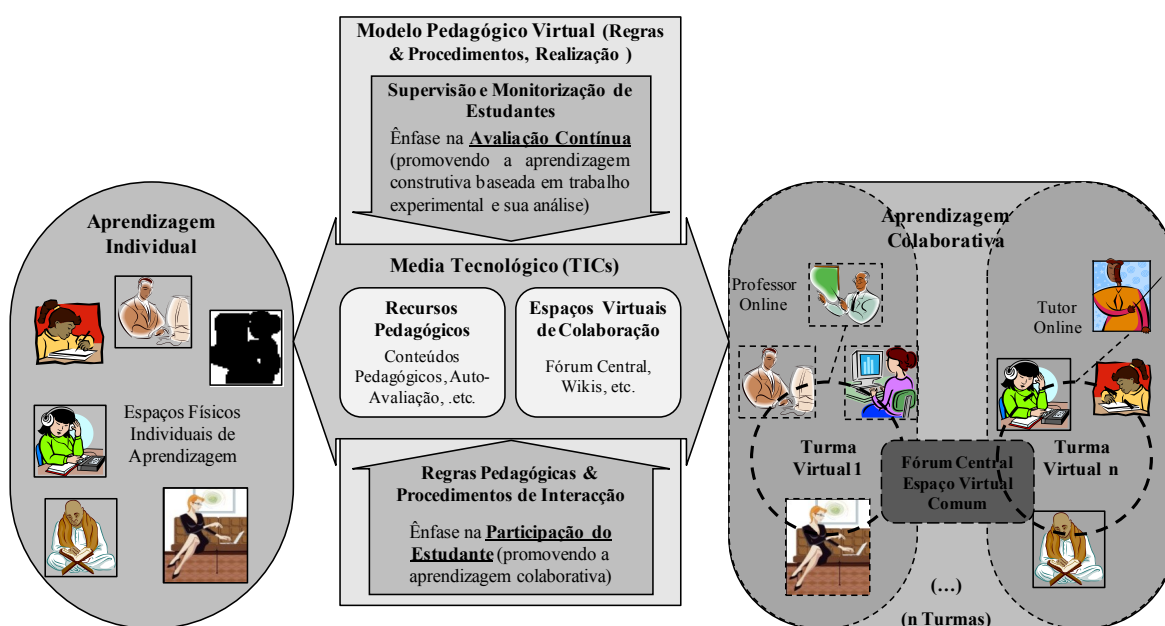 Modelo Pedagógico Virtual (Regras
& Procedimentos, Realização )
Supervisão e Monitorização de
Estudantes
Ênfase na Avaliação Contínua
(promovendo a aprendizagem
construtiva baseada em trabalho
experimental e sua análise)
Aprendizagem
Individual
Espaços Físicos
Individuais de
Aprendizagem
Media Tecnológico (TICs)
Recursos
Pedagógicos
Conteúdos
Pedagógicos, Auto-
Avaliação, .etc.
Espaços Virtuais
de Colaboração
Fórum Central,
Wikis, etc.
Regras Pedagógicas &
Procedimentos de Interacção
Ênfase na Participação do
Estudante (promovendo a
aprendizagem colaborativa)
Aprendizagem
Colaborativa
Professor
Online
Tutor
Online
Turma
Virtual 1
Fórum Central
Espaço Virtual
Comum
Turma
Virtual n
(…)
(n Turmas)